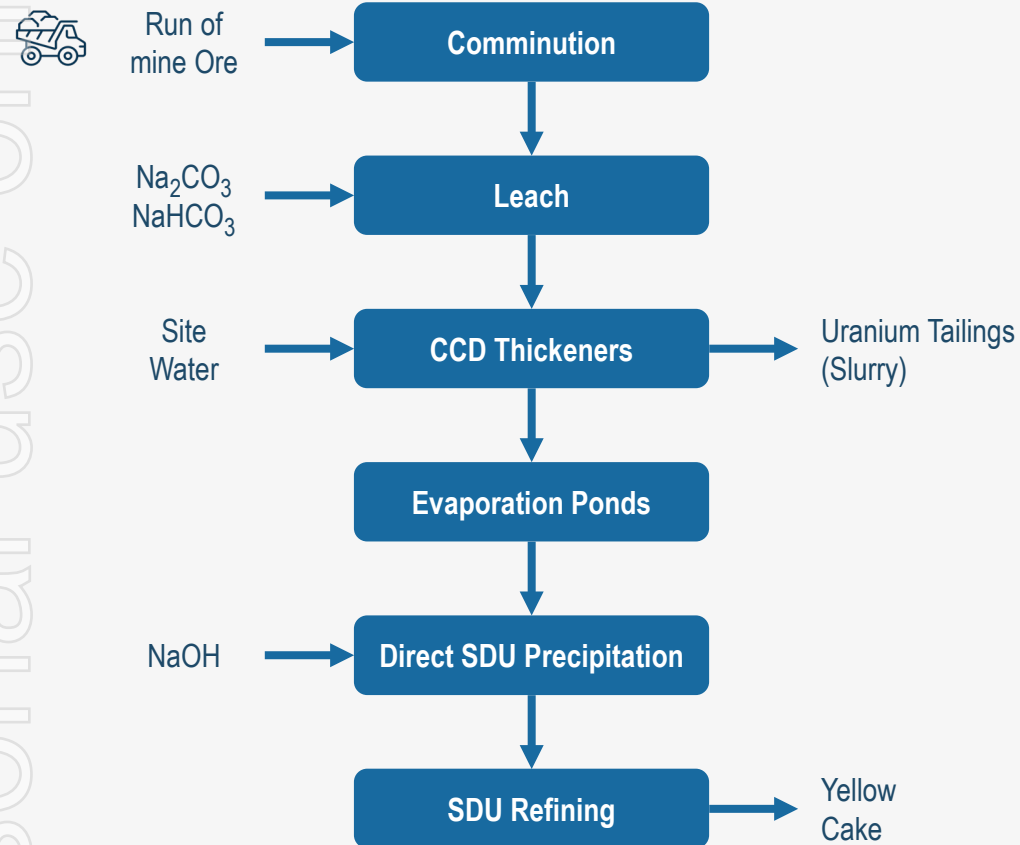 Run of
mine Ore
Comminution
Na₂CO₃
NaHCO₃
Leach
Site
Water
CCD Thickeners
Uranium Tailings
(Slurry)
Evaporation Ponds
NaOH
Direct SDU Precipitation
SDU Refining
Yellow
Cake